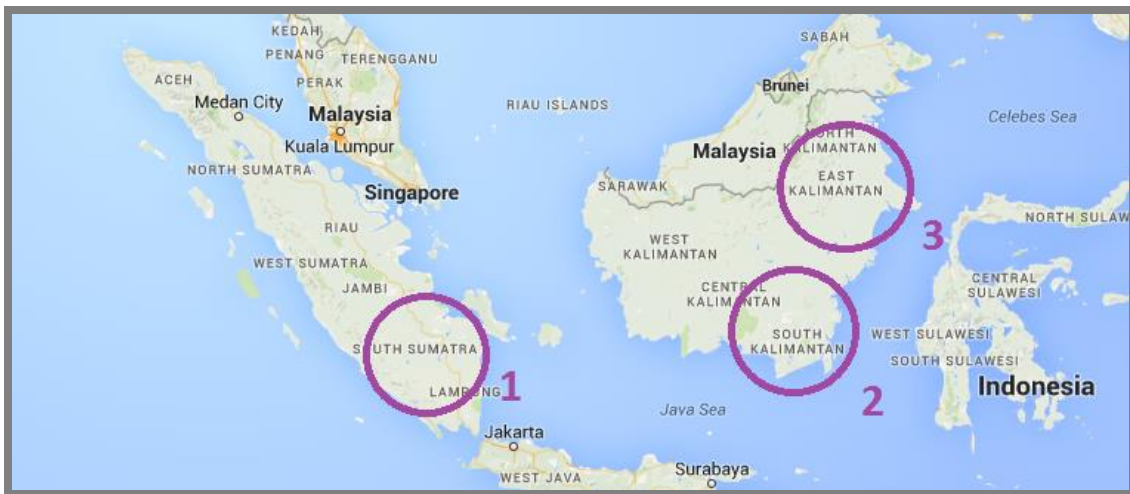 KEDAH
PENANG
TERENGGANU
PERAK
ACEH
Medan City
Malaysia
Kuala Lumpur
NORTH SUMATRA
Singapore
RIAU
WEST SUMATRA
JAMBI
SOUTH SUMATRA
LAMPUNG
1
Jakarta
WEST JAVA
RIAU ISLANDS
SABAH
Brunei
Celebes Sea
NORTH
KALIMANTAN
Malaysia
EAST
KALIMANTAN
SARAWAK
3
NORTH SULAW
WEST
KALIMANTAN
CENTRAL
KALIMANTAN
CENTRAL
SULAWESI
SOUTH
KALIMANTAN
WEST SULAWESI
SOUTH SULAWESI
2
Indonesia
Java Sea
Surabaya